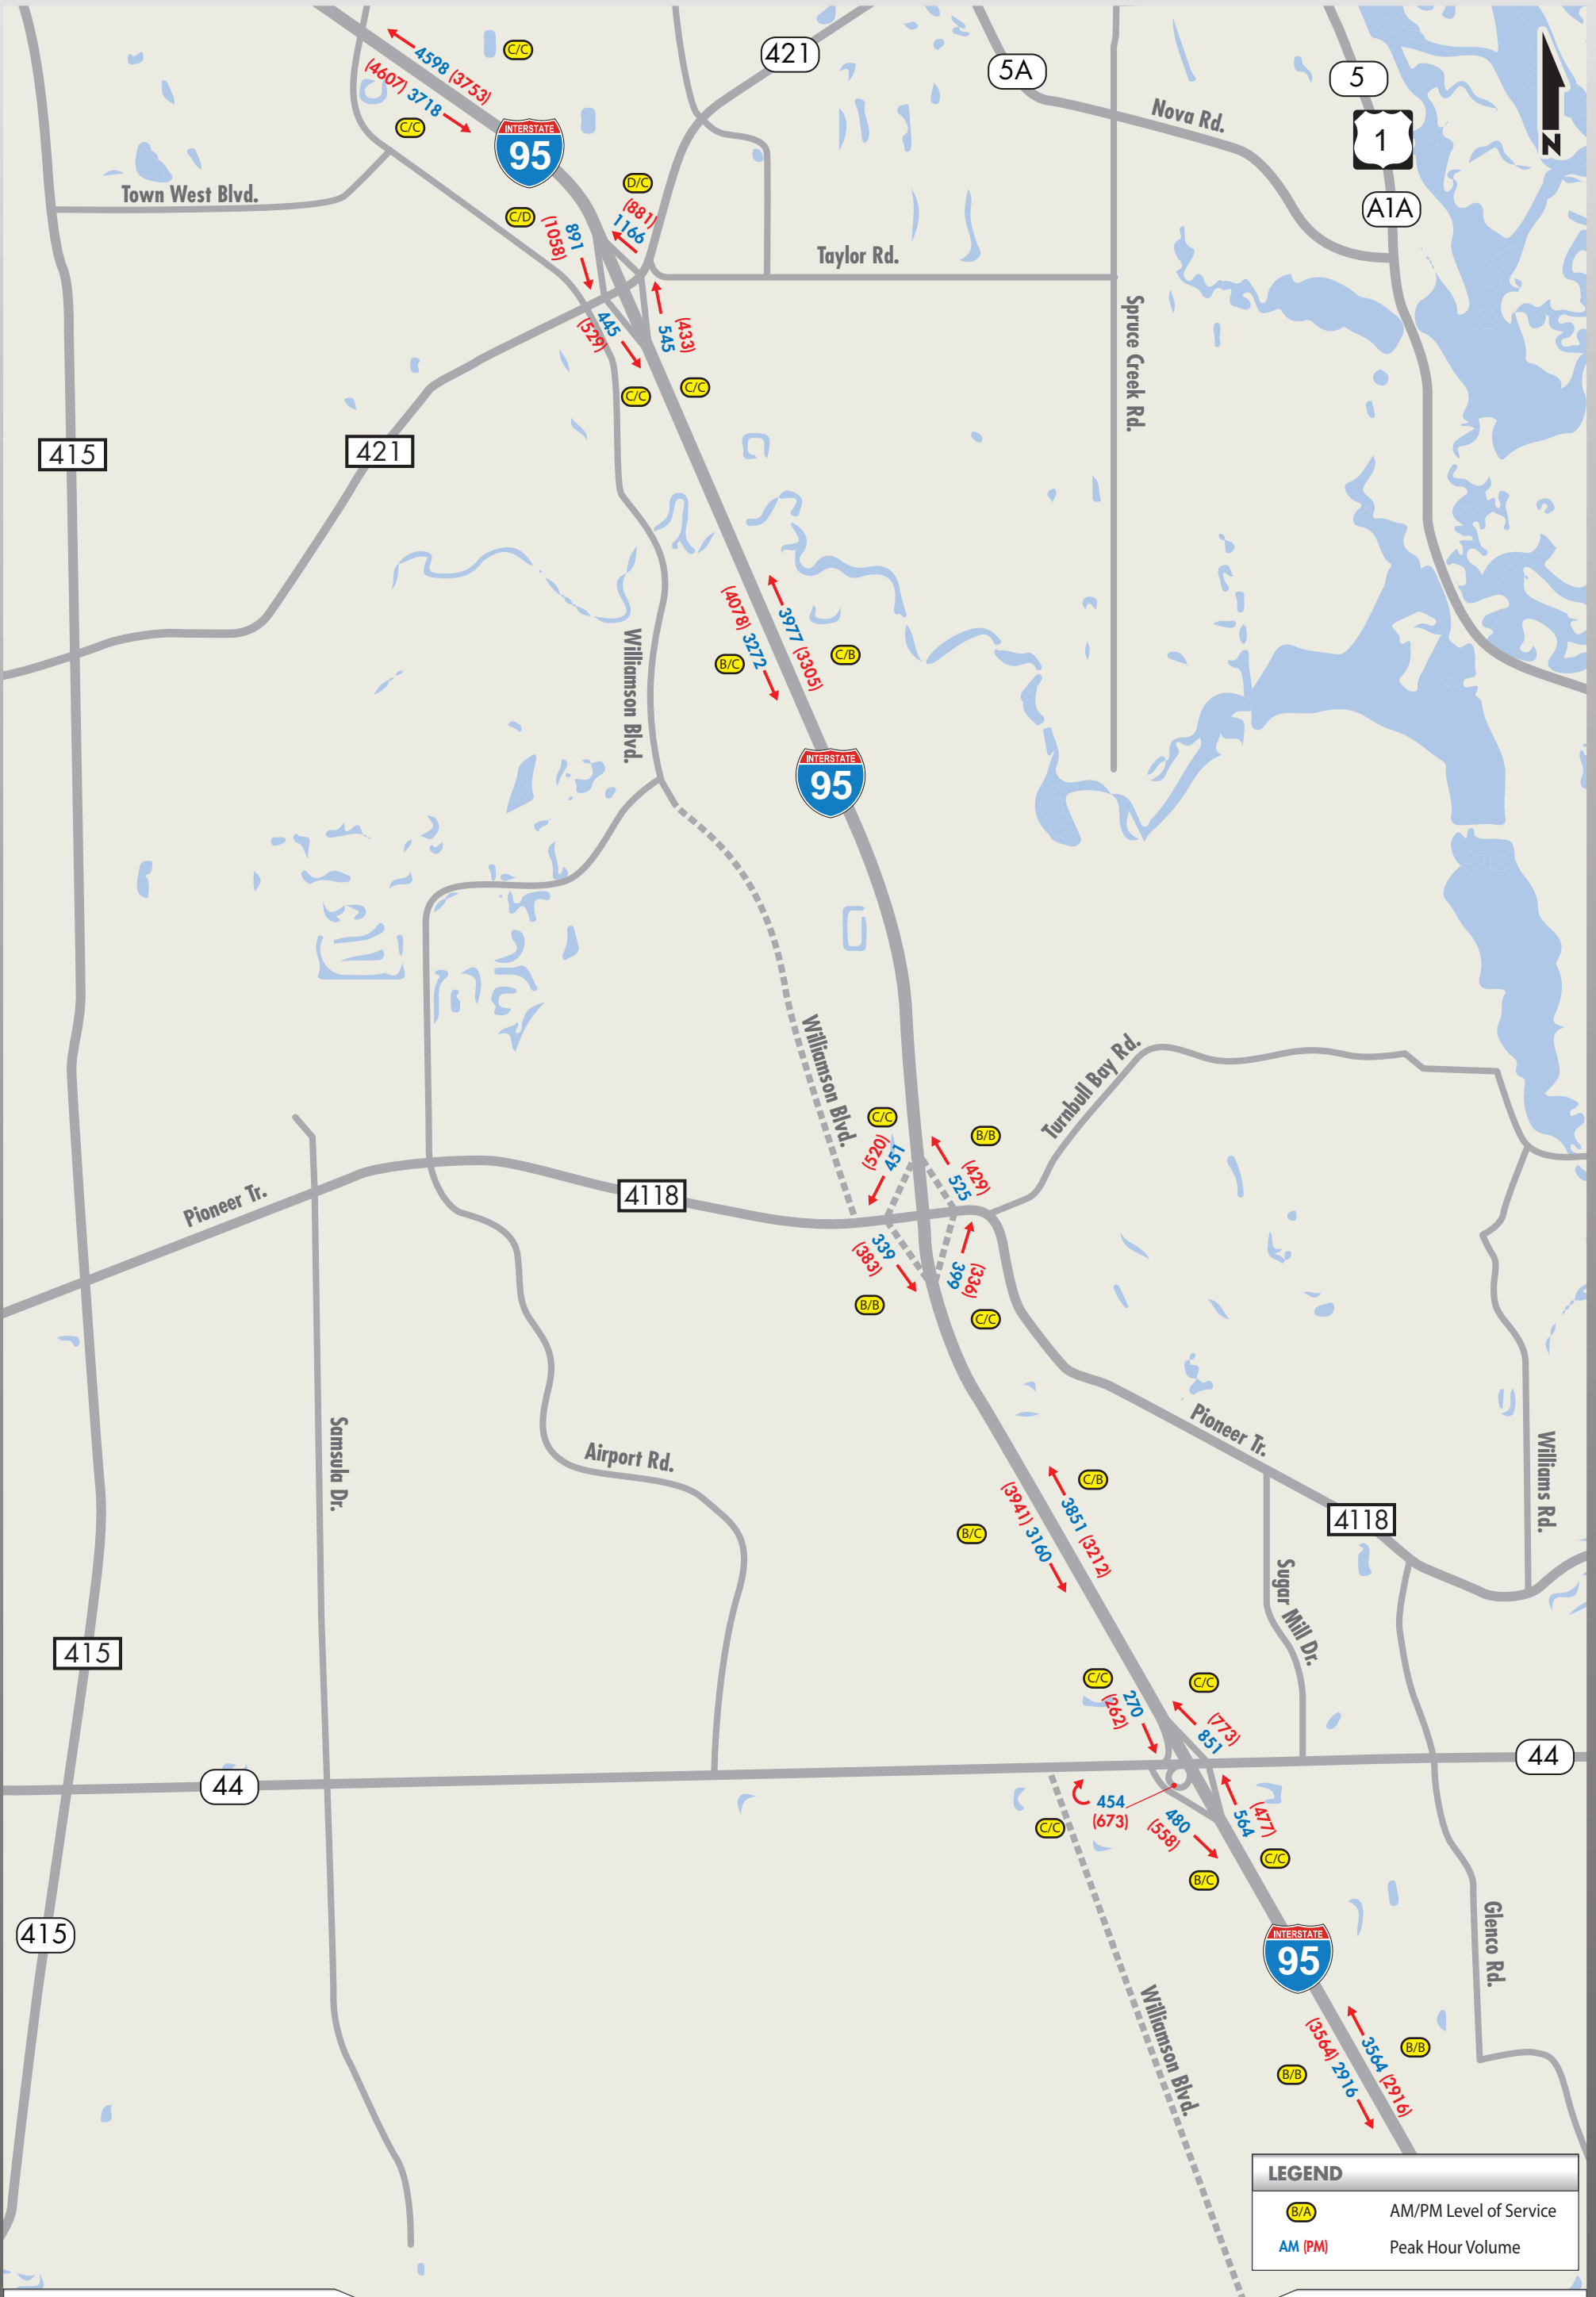 421
5A
5
INTERSTATE
95
1
A1A
N
Nova Rd.
4598 (3753)
(4607) 3718
C/C
C/C
Town West Blvd.
D/C
(881)
1166
C/D
891
(1058)
Taylor Rd.
Spruce Creek Rd.
445
(529)
(433)
545
C/C
C/C
415
421
Williamson Blvd.
(4078) 3272
3977 (3305)
B/C
C/B
INTERSTATE
95
Williamson Blvd.
Turnbull Bay Rd.
C/C
B/B
(520)
451
(429)
525
Pioneer Tr.
4118
339
(383)
399
(336)
B/B
C/C
Samsula Dr.
Airport Rd.
Pioneer Tr.
Williams Rd.
C/B
B/C
(3941) 3160
3851 (3212)
4118
Sugar Mill Dr.
415
C/C
C/C
270
(262)
(773)
851
44
44
454
(673)
480
(558)
(477)
564
C/C
C/C
B/C
415
INTERSTATE
95
Glenco Rd.
Williamson Blvd.
(3564) 2916
3564 (2916)
B/B
B/B
LEGEND
B/A AM/PM Level of Service
AM (PM) Peak Hour Volume